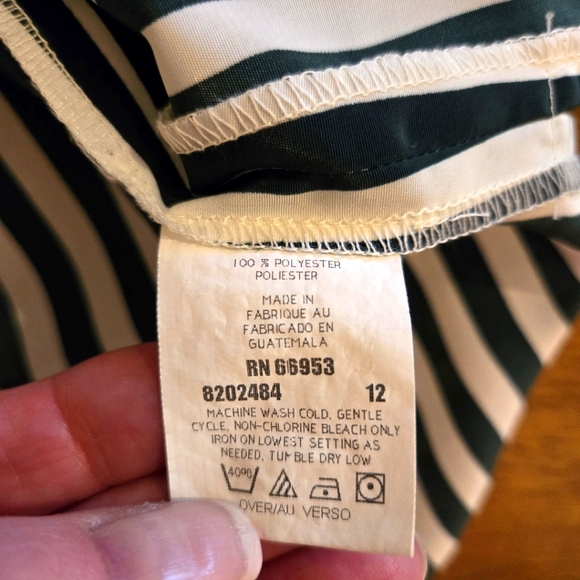 100 % POLYESTER
POLIESTER
MADE IN
FABRIQUE AU
FABRICADO EN
GUATEMALA
RN 66953
8202484 12
MACHINE WASH COLD, GENTLE
CYCLE, NON-CHLORINE BLEACH ONLY
IRON ON LOWEST SETTING AS
NEEDED, TUMBLE DRY LOW
40º
OVER/AU VERSO